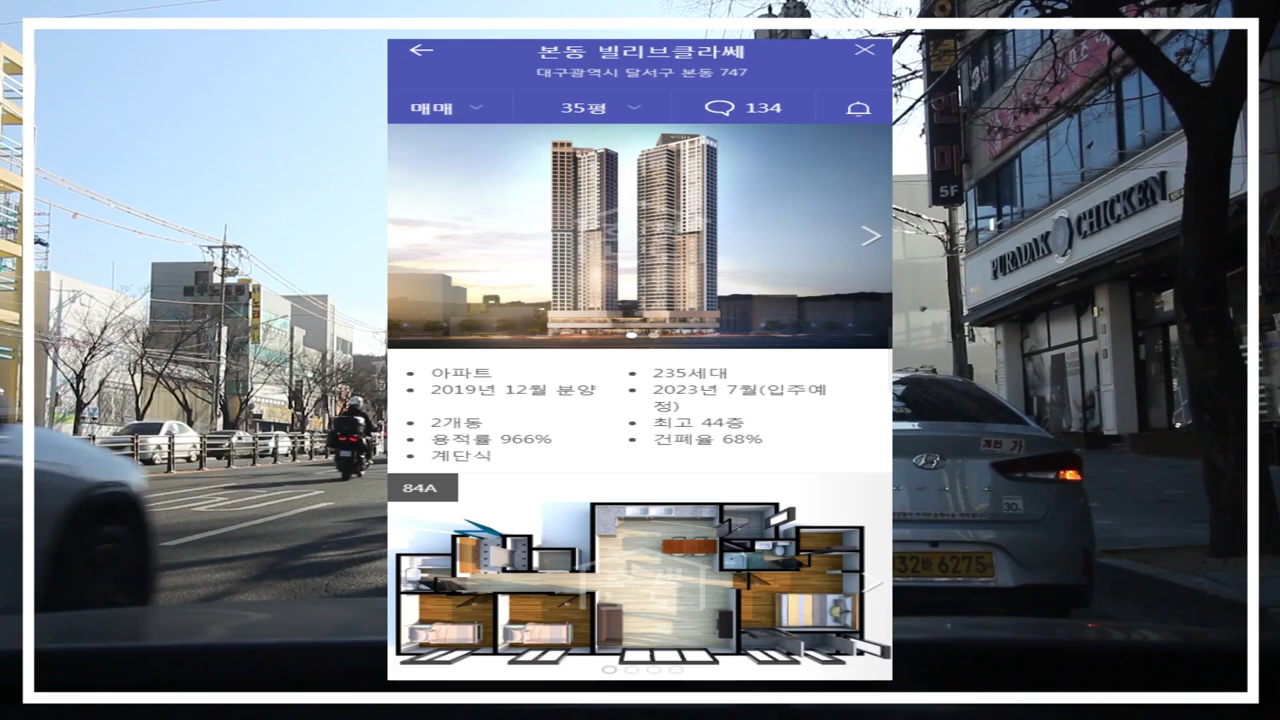 본동 빌리브클라쎄
대구광역시 달서구 본동 747
매매
35평
134
아파트
235세대
2019년 12월 분양
2023년 7월(입주예
정)
2개동
최고 44층
용적률 966%
건폐율 68%
계단식
84A
5F
PURADAK CHICKEN
개인 가
30
32바 6275